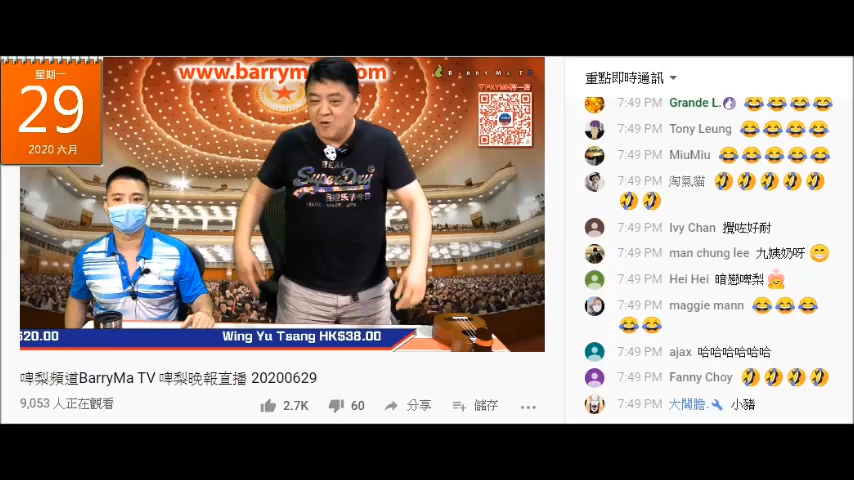 星期一
29
2020 六月
www.barryma.com
BARRYMATV
PAYME
REAL
SuperDry
$20.00
Wing Yu Tsang HK$38.00
啤梨頻道BarryMa TV 啤梨晚報直播 20200629
9,053 人正在觀看
2.7K
60
分享
儲存
重點即時通訊
7:49 PM Grande L. 😂😂😂😂
7:49 PM Tony Leung 😂😂😂😂
7:49 PM MiuMiu 😂😂😂😂😂
7:49 PM 淘氣貓 🤣🤣🤣🤣🤣
🤣🤣
7:49 PM Ivy Chan 攪咗好耐
7:49 PM man chung lee 九姨奶呀 😁
7:49 PM Hei Hei 暗戀啤梨
7:49 PM maggie mann 😂😂😂
😂😂
7:49 PM ajax 哈哈哈哈哈哈
7:49 PM Fanny Choy 🤣🤣🤣🤣
7:49 PM 大閪膽. 小豬